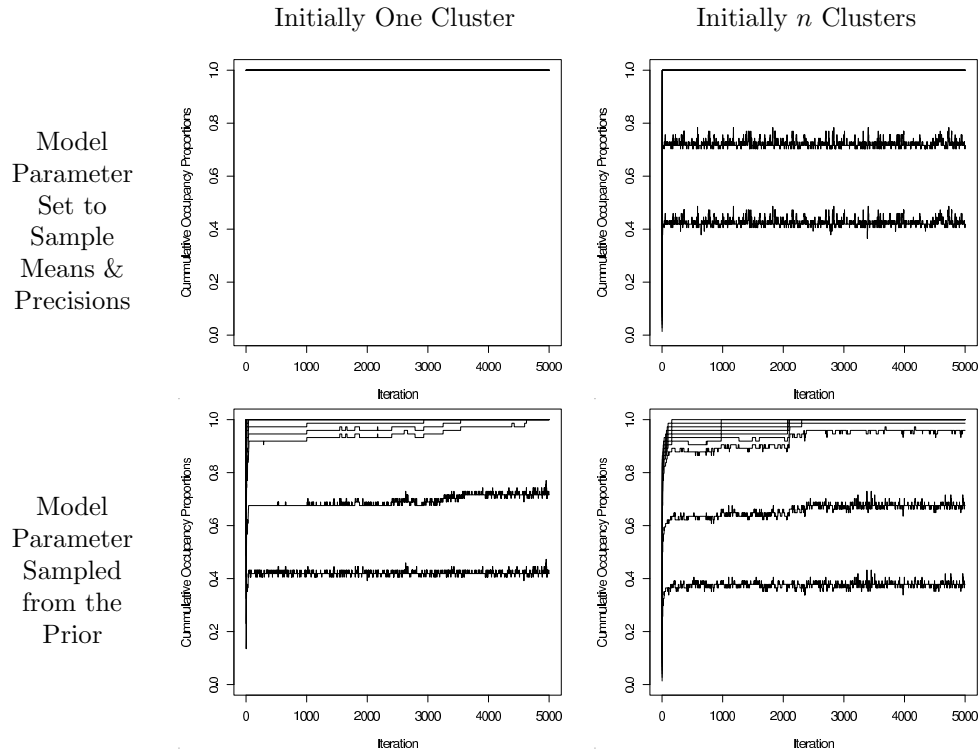 Initially One Cluster
Initially n Clusters
Model
Parameter
Set to
Sample
Means &
Precisions
Cummulative Occupancy Proportions
0.0
0.2
0.4
0.6
0.8
1.0
0 1000 2000 3000 4000 5000
Iteration
Cummulative Occupancy Proportions
0.0
0.2
0.4
0.6
0.8
1.0
0 1000 2000 3000 4000 5000
Iteration
Model
Parameter
Sampled
from the
Prior
Cummulative Occupancy Proportions
0.0
0.2
0.4
0.6
0.8
1.0
0 1000 2000 3000 4000 5000
Iteration
Cummulative Occupancy Proportions
0.0
0.2
0.4
0.6
0.8
1.0
0 1000 2000 3000 4000 5000
Iteration